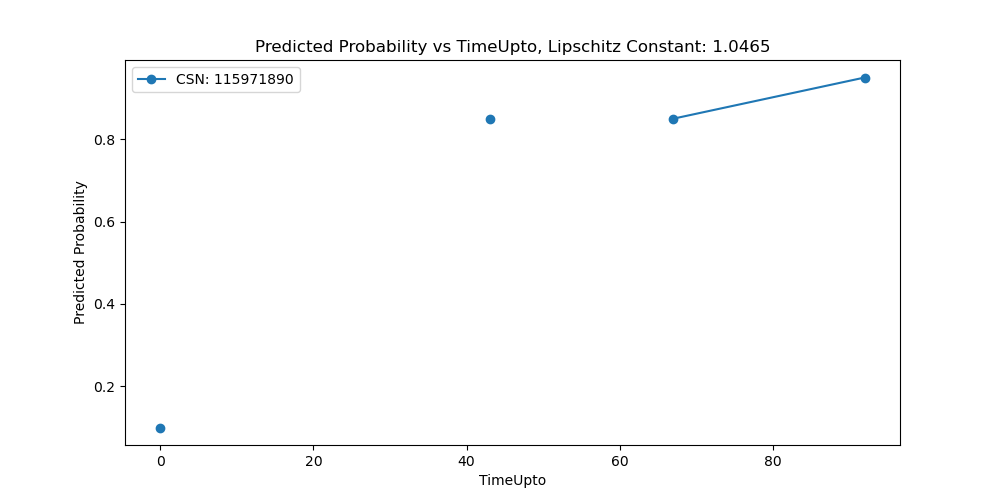 Predicted Probability vs TimeUpto, Lipschitz Constant: 1.0465
CSN: 115971890
Predicted Probability
0.8
0.6
0.4
0.2
0 20 40 60 80
TimeUpto